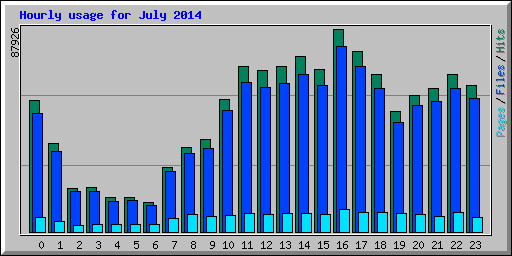 Hourly usage for July 2014
87926
Pages / Files / Hits
0 1 2 3 4 5 6 7 8 9 10 11 12 13 14 15 16 17 18 19 20 21 22 23